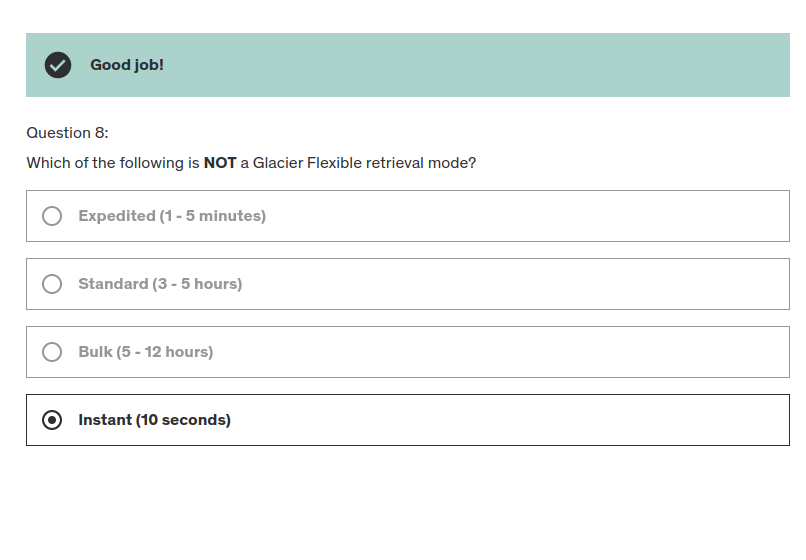 Good job!
Question 8:
Which of the following is NOT a Glacier Flexible retrieval mode?
Expedited (1 - 5 minutes)
Standard (3 - 5 hours)
Bulk (5 - 12 hours)
Instant (10 seconds)